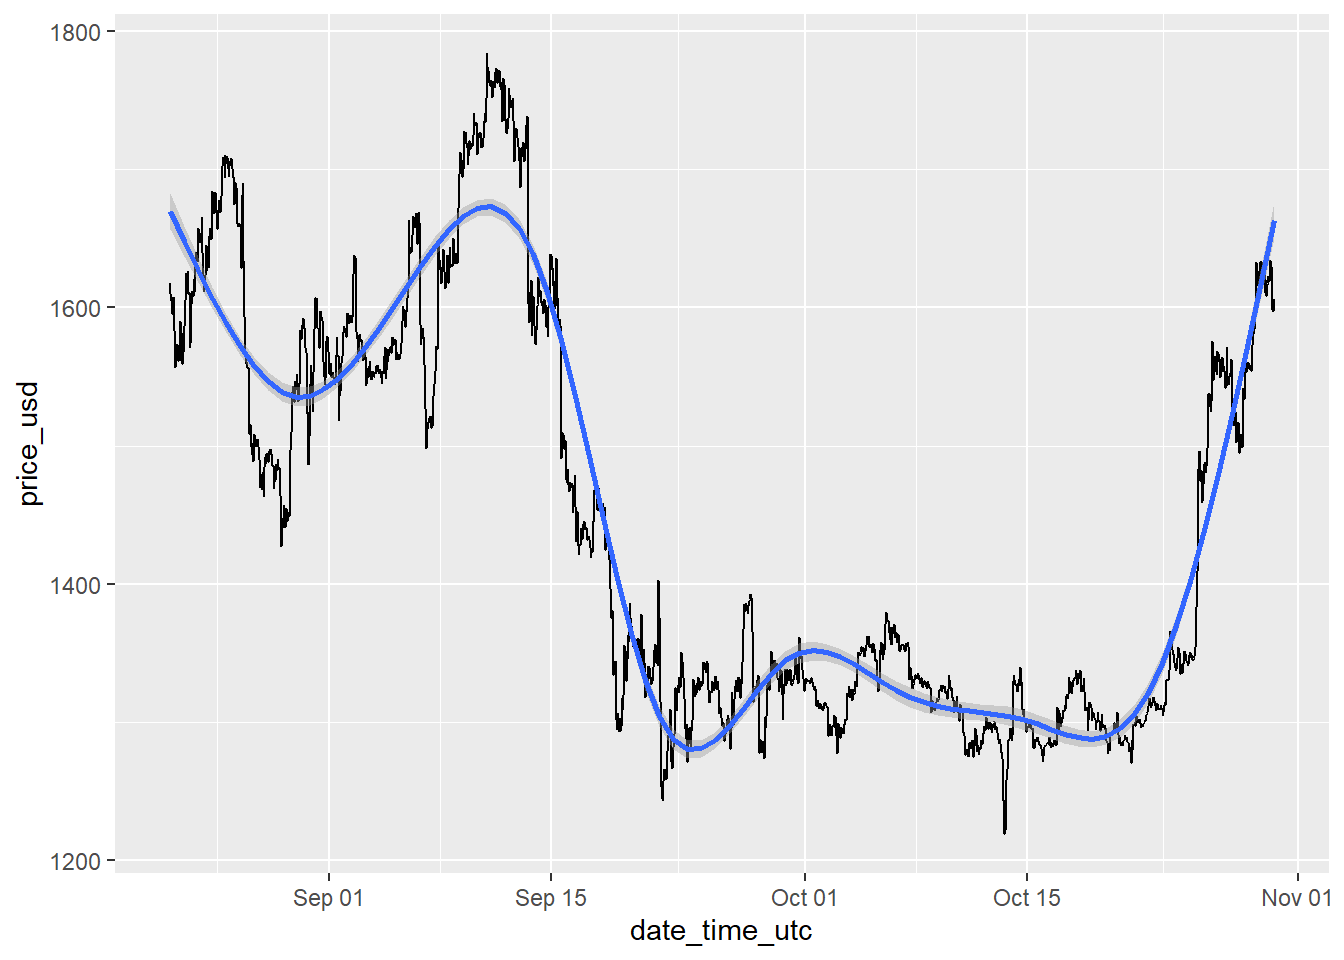 1800
1600
1400
1200
price_usd
Sep 01
Sep 15
Oct 01
Oct 15
Nov 01
date_time_utc